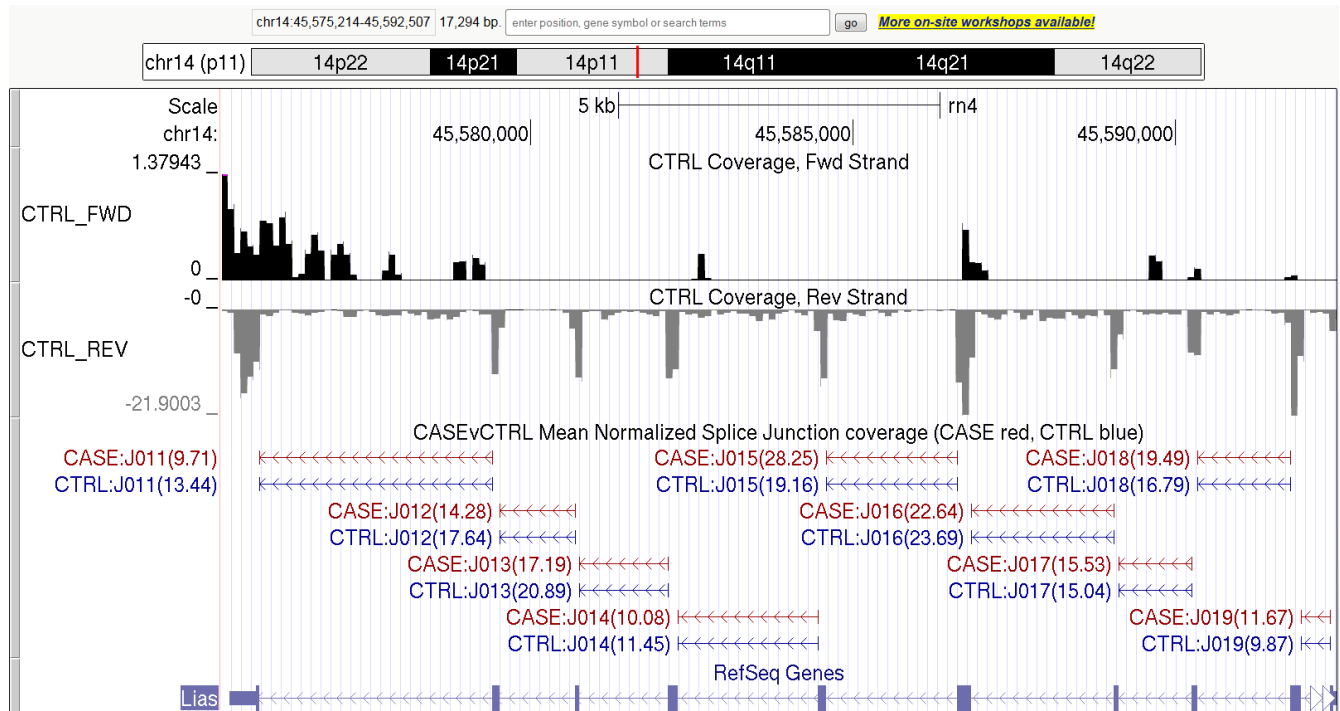 chr14:45,575,214-45,592,507 17,294 bp. enter position, gene symbol or search terms go More on-site workshops available!
chr14 (p11) 14p22 14p21 14p11 14q11 14q21 14q22
Scale 5 kb rn4
chr14: 45,580,000 45,585,000 45,590,000
1.37943 CTRL Coverage, Fwd Strand
CTRL_FWD
0
-0 CTRL Coverage, Rev Strand
CTRL_REV
-21.9003
CASEvCTRL Mean Normalized Splice Junction coverage (CASE red, CTRL blue)
CASE:J011(9.71) CASE:J015(28.25) CASE:J018(19.49)
CTRL:J011(13.44) CTRL:J015(19.16) CTRL:J018(16.79)
CASE:J012(14.28) CASE:J016(22.64)
CTRL:J012(17.64) CTRL:J016(23.69)
CASE:J013(17.19) CASE:J017(15.53)
CTRL:J013(20.89) CTRL:J017(15.04)
CASE:J014(10.08) CASE:J019(11.67)
CTRL:J014(11.45) CTRL:J019(9.87)
RefSeq Genes
Lias